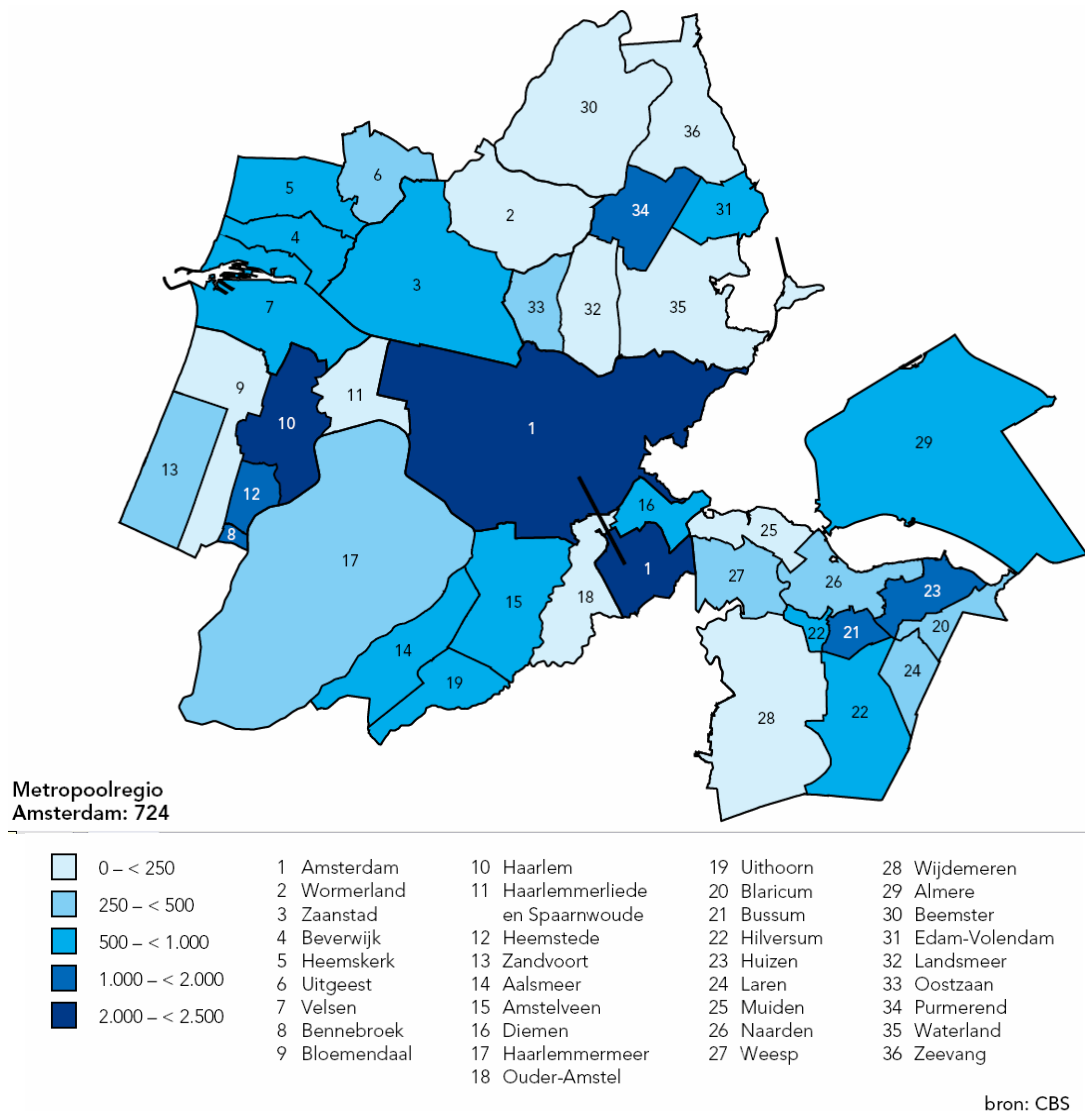 30
36
6
5
34
31
2
4
3
7
33
32
35
9
11
10
1
29
13
12
16
8
25
17
27
26
1
23
18
15
22
21
20
14
24
19
28
22
Metropoolregio
Amsterdam: 724
0 – < 250
250 – < 500
500 – < 1.000
1.000 – < 2.000
2.000 – < 2.500
1 Amsterdam
2 Wormerland
3 Zaanstad
4 Beverwijk
5 Heemskerk
6 Uitgeest
7 Velsen
8 Bennebroek
9 Bloemendaal
10 Haarlem
11 Haarlemmerliede
en Spaarnwoude
12 Heemstede
13 Zandvoort
14 Aalsmeer
15 Amstelveen
16 Diemen
17 Haarlemmermeer
18 Ouder-Amstel
19 Uithoorn
20 Blaricum
21 Bussum
22 Hilversum
23 Huizen
24 Laren
25 Muiden
26 Naarden
27 Weesp
28 Wijdemeren
29 Almere
30 Beemster
31 Edam-Volendam
32 Landsmeer
33 Oostzaan
34 Purmerend
35 Waterland
36 Zeevang
bron: CBS